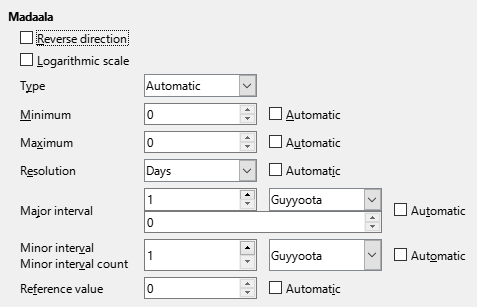 Madaala
Reverse direction
Logarithmic scale
Type Automatic
Minimum 0 Automatic
Maximum 0 Automatic
Resolution Days Automatic
Major interval 1 Guyyoota Automatic
0
Minor interval
Minor interval count 1 Guyyoota Automatic
Reference value 0 Automatic